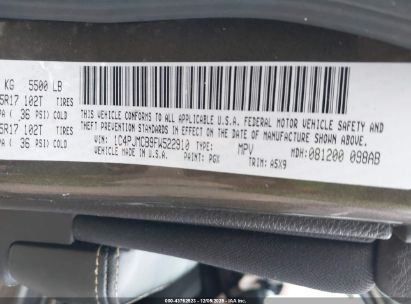 KG 5500 LB
5R17 102T TIRES
PA ( 36 PSI) COLD
5R17 102T TIRES
PA ( 36 PSI) COLD
THIS VEHICLE CONFORMS TO ALL APPLICABLE U.S.A. FEDERAL MOTOR VEHICLE SAFETY AND
THEFT PREVENTION STANDARDS IN EFFECT ON THE DATE OF MANUFACTURE SHOWN ABOVE.
VIN: 1C4PJMCB9FW522910 TYPE: MPV MDH: 081200 098AB
MADE IN U.S.A. PAINT: PGX TRIM: A5X9